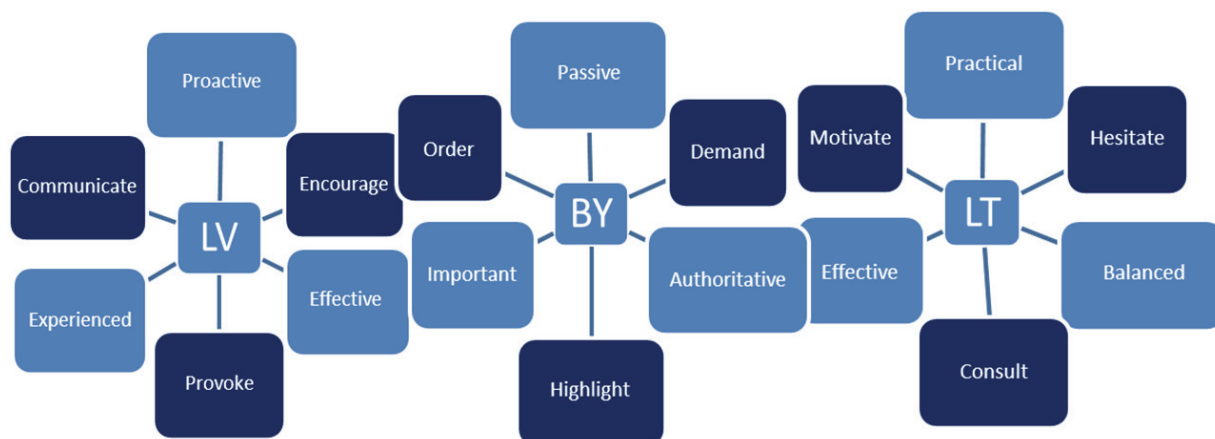 Proactive
Communicate
Encourage
LV
Experienced
Effective
Provoke
Passive
Order
Demand
BY
Important
Authoritative
Highlight
Practical
Motivate
Hesitate
LT
Effective
Balanced
Consult